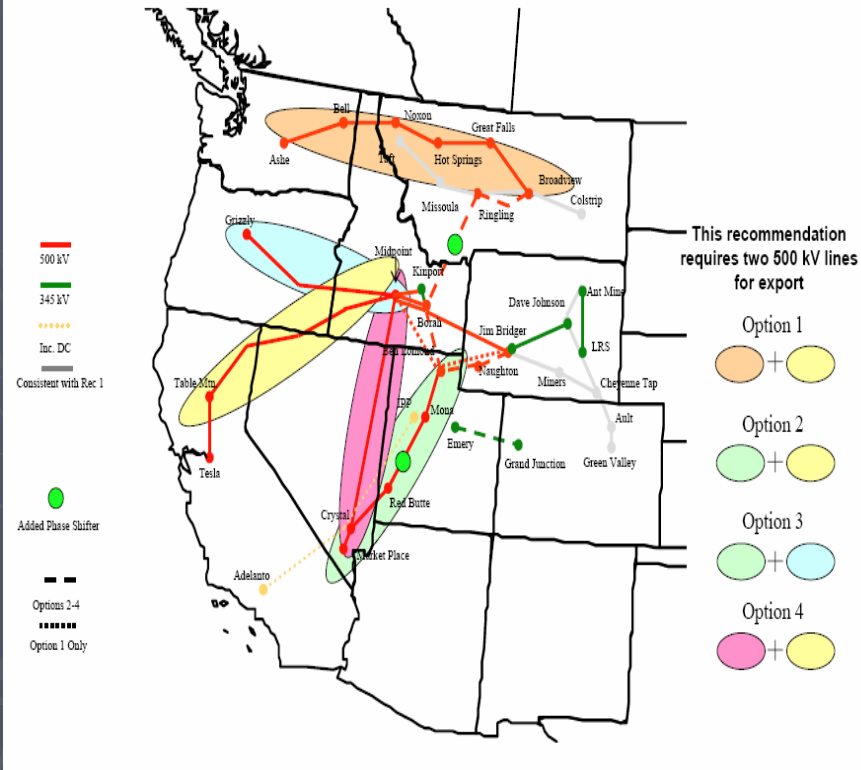 Bell
Noxon
Great Falls
Ashe
Taft
Hot Springs
Broadview
Colstrip
Missoula
Ringling
Grizzly
Midpoint
Kinport
Borah
Ben Lomond
Dave Johnson
Ant Mine
Jim Bridger
LRS
Naughton
Miners
Cheyenne Tap
Table Mtn
IPP
Mona
Emery
Grand Junction
Ault
Green Valley
Tesla
Red Butte
Crystal
Market Place
Adelanto
500 kV
345 kV
Inc. DC
Consistent with Rec 1
Added Phase Shifter
Options 2-4
Option 1 Only
This recommendation
requires two 500 kV lines
for export
Option 1
+
Option 2
+
Option 3
+
Option 4
+